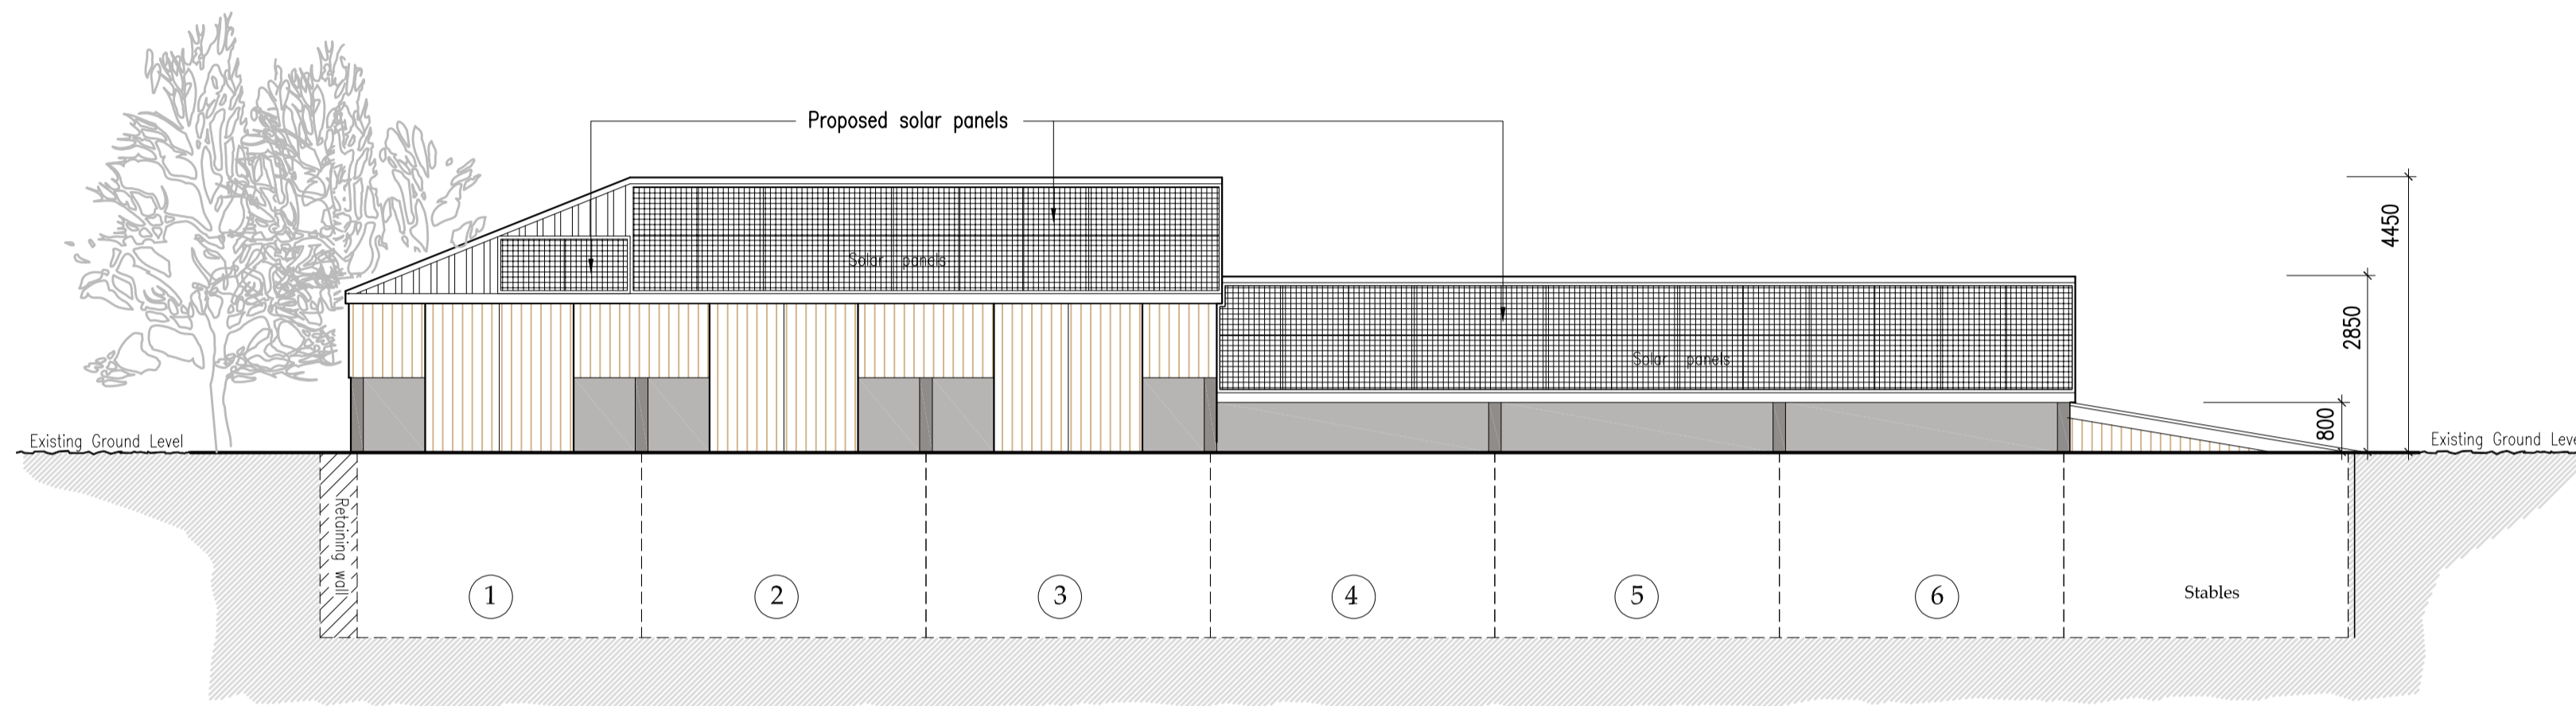 Proposed solar panels
4450
Solar panels
2850
Solar panels
800
Existing Ground Level
Existing Ground Leve
Retaining wall
1
2
3
4
5
6
Stables